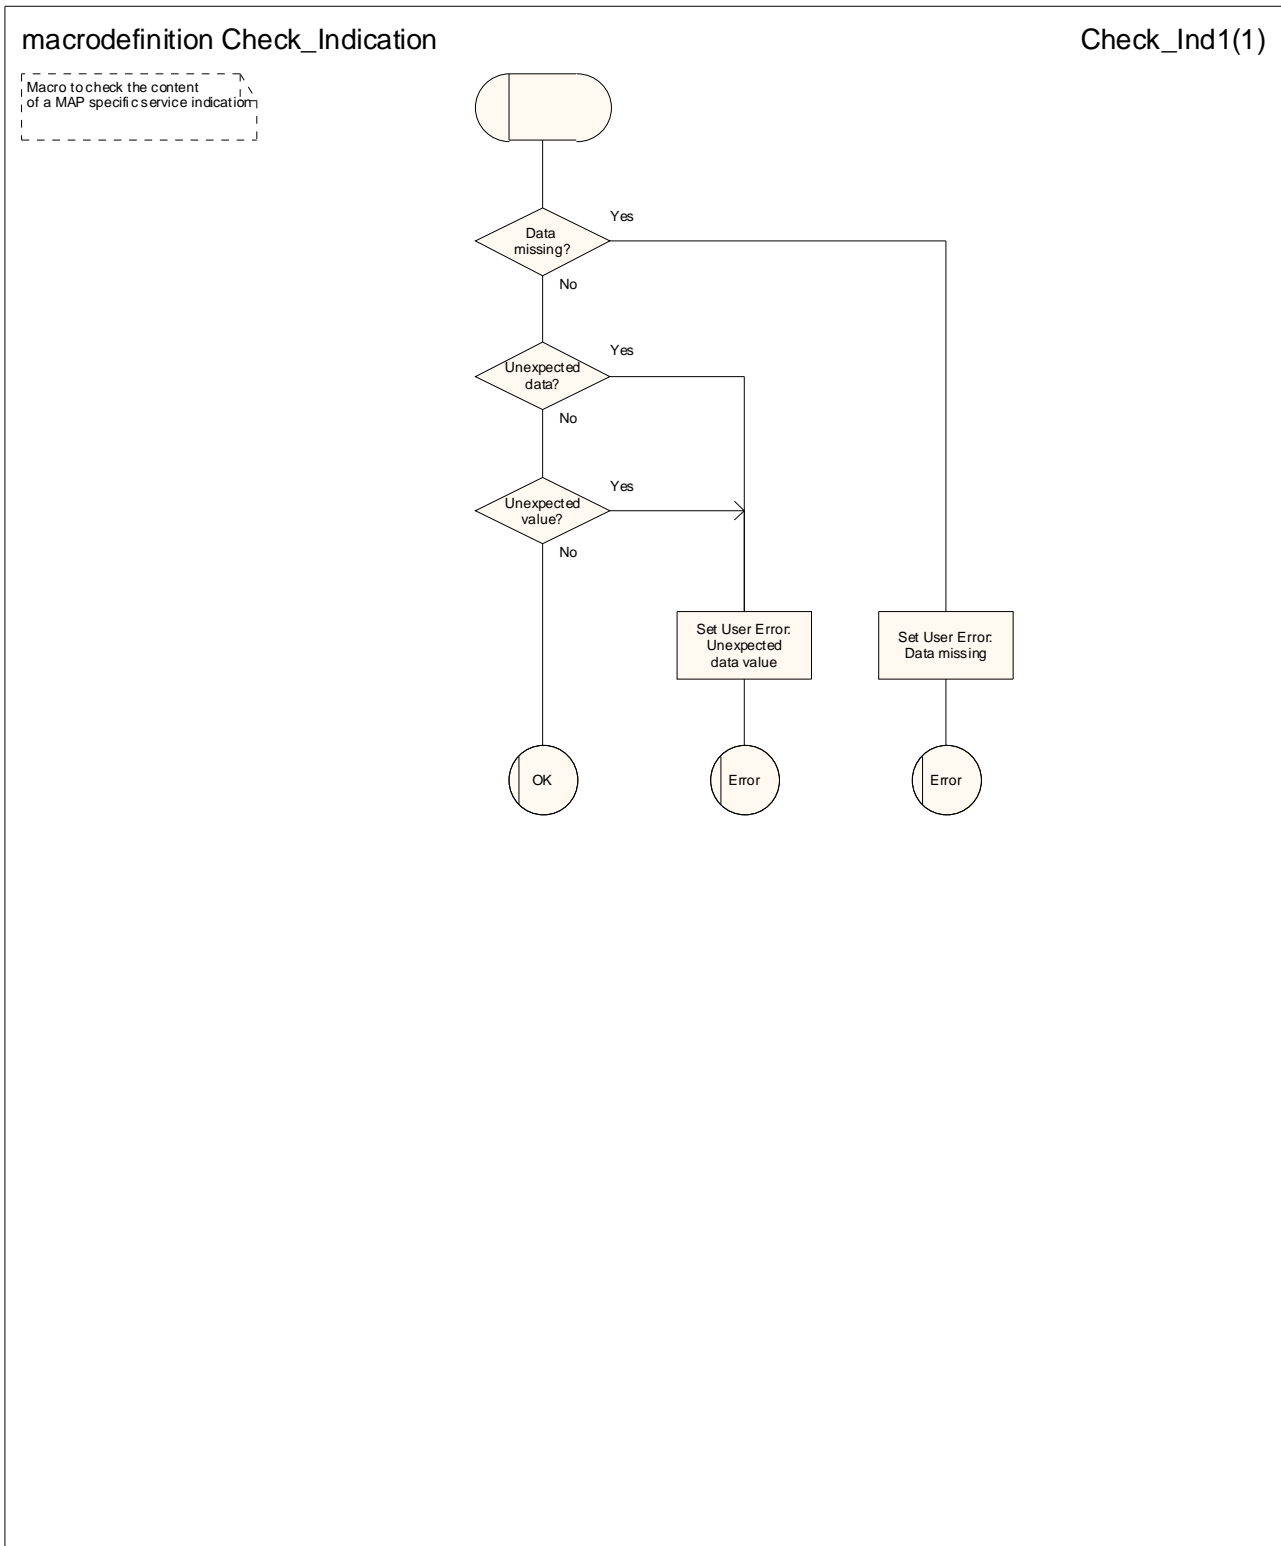 macrodefinition Check_Indication
Check_Ind1(1)
Macro to check the content
of a MAP specific service indication
Yes
Data
missing?
No
Yes
Unexpected
data?
No
Yes
Unexpected
value?
No
Set User Error:
Unexpected
data value
Set User Error:
Data missing
OK
Error
Error